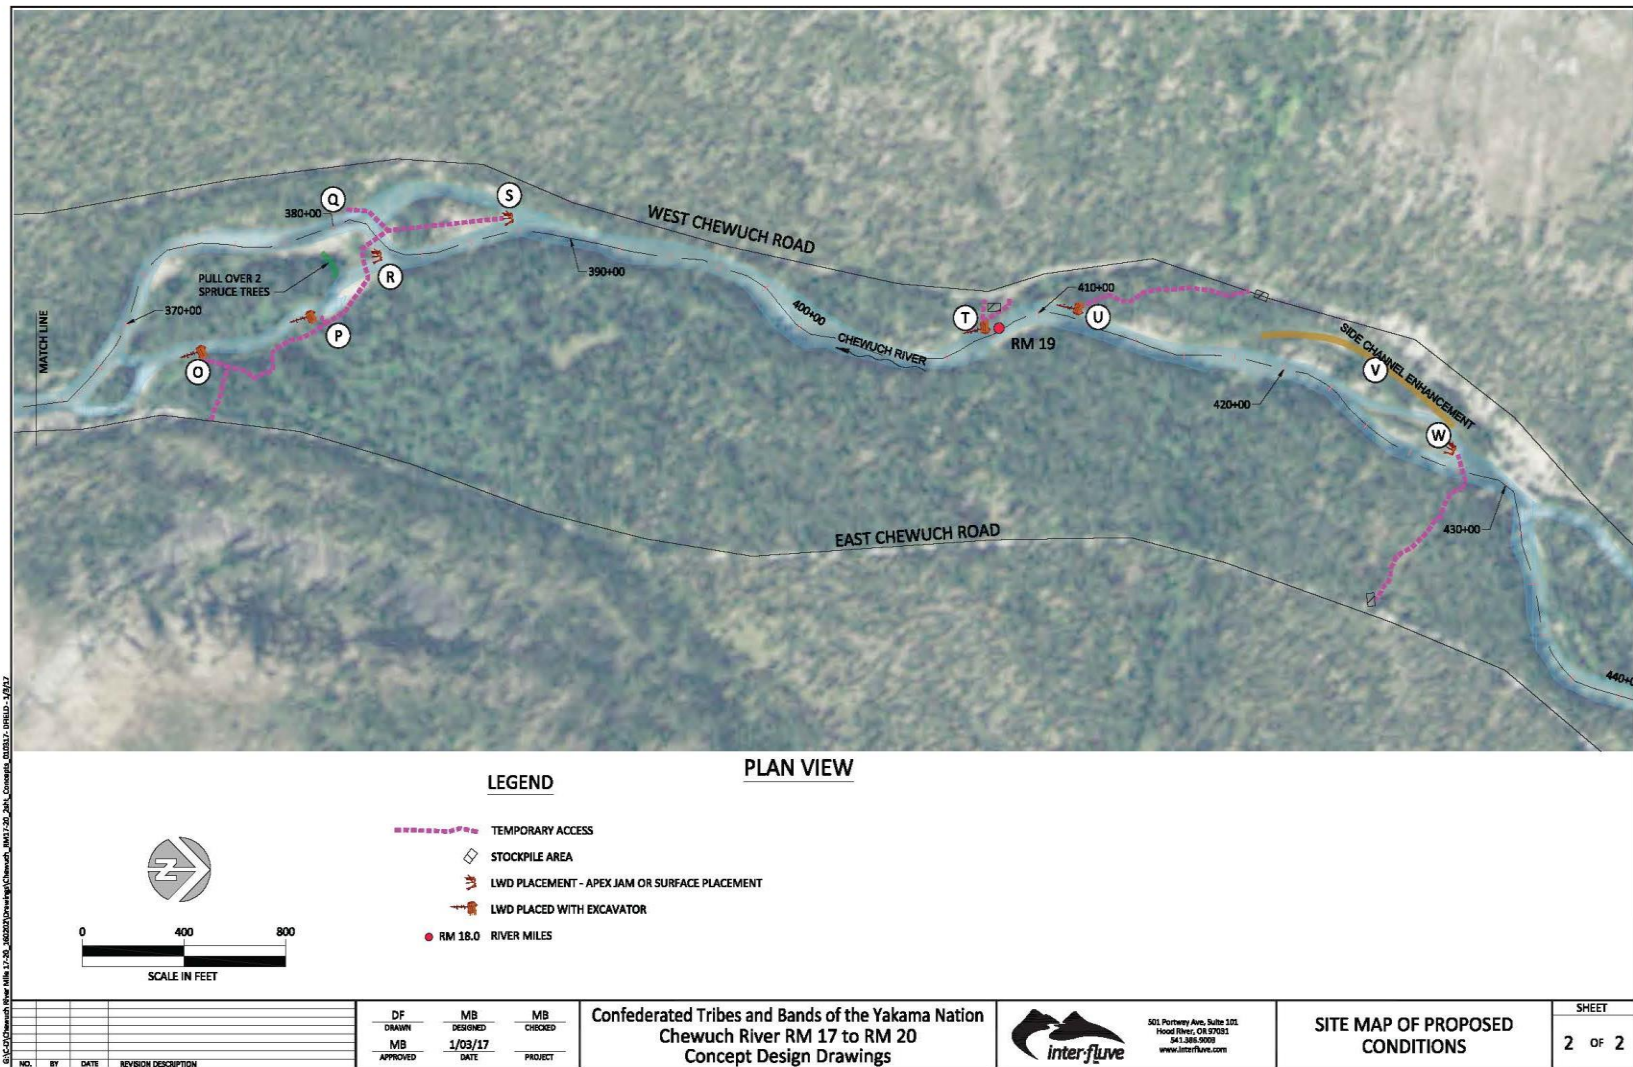 Q
380+00
S
WEST CHEWUCH ROAD
R
PULL OVER 2
SPRUCE TREES
390+00
370+00
P
O
MATCH LINE
400+00
CHEWUCH RIVER
T
RM 19
410+00
U
SIDE CHANNEL ENHANCEMENT
V
420+00
W
430+00
EAST CHEWUCH ROAD
PLAN VIEW
LEGEND
TEMPORARY ACCESS
STOCKPILE AREA
LWD PLACEMENT - APEX JAM OR SURFACE PLACEMENT
LWD PLACED WITH EXCAVATOR
RM 18.0 RIVER MILES
Z
0 400 800
SCALE IN FEET
NO. BY DATE REVISION DESCRIPTION
DF MB MB
DRAWN DESIGNED CHECKED
MB 1/03/17
APPROVED DATE PROJECT
Confederated Tribes and Bands of the Yakama Nation
Chewuch River RM 17 to RM 20
Concept Design Drawings
inter-fluve
501 Portway Ave, Suite 101
Hood River, OR 97031
541.386.9003
www.interfluve.com
SITE MAP OF PROPOSED
CONDITIONS
SHEET
2 OF 2